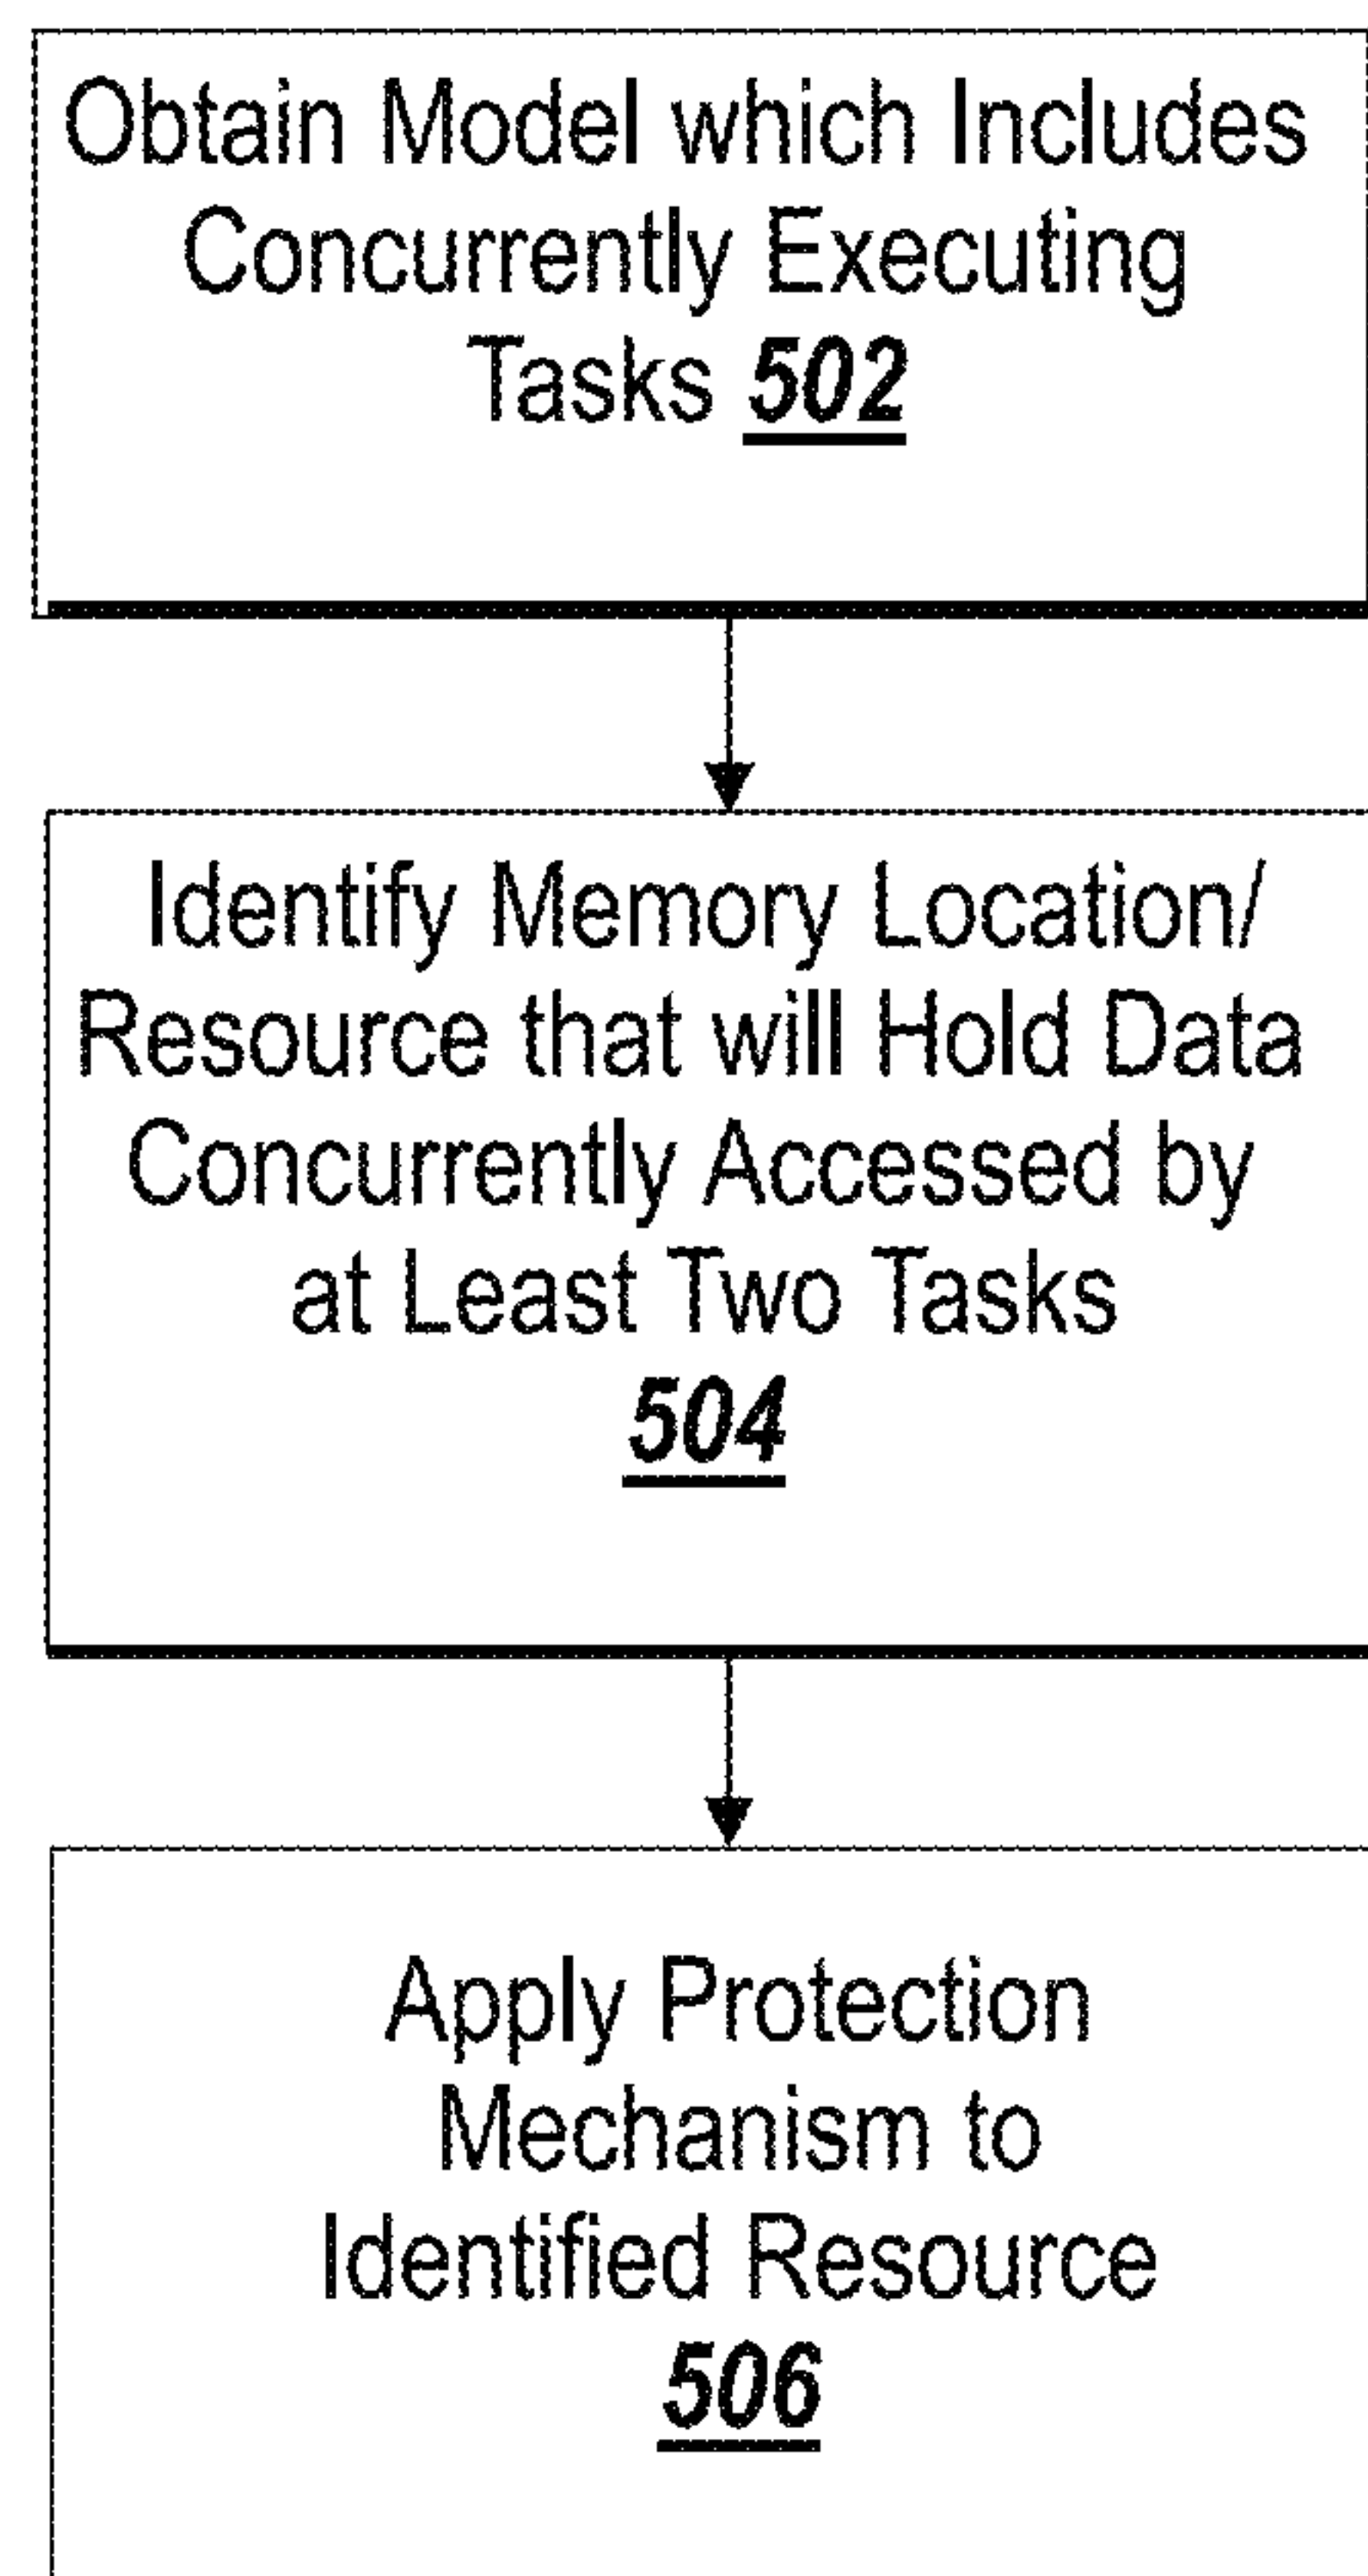 Obtain Model which Includes
Concurrently Executing
Tasks 502
Identify Memory Location/
Resource that will Hold Data
Concurrently Accessed by
at Least Two Tasks
504
Apply Protection
Mechanism to
Identified Resource
506